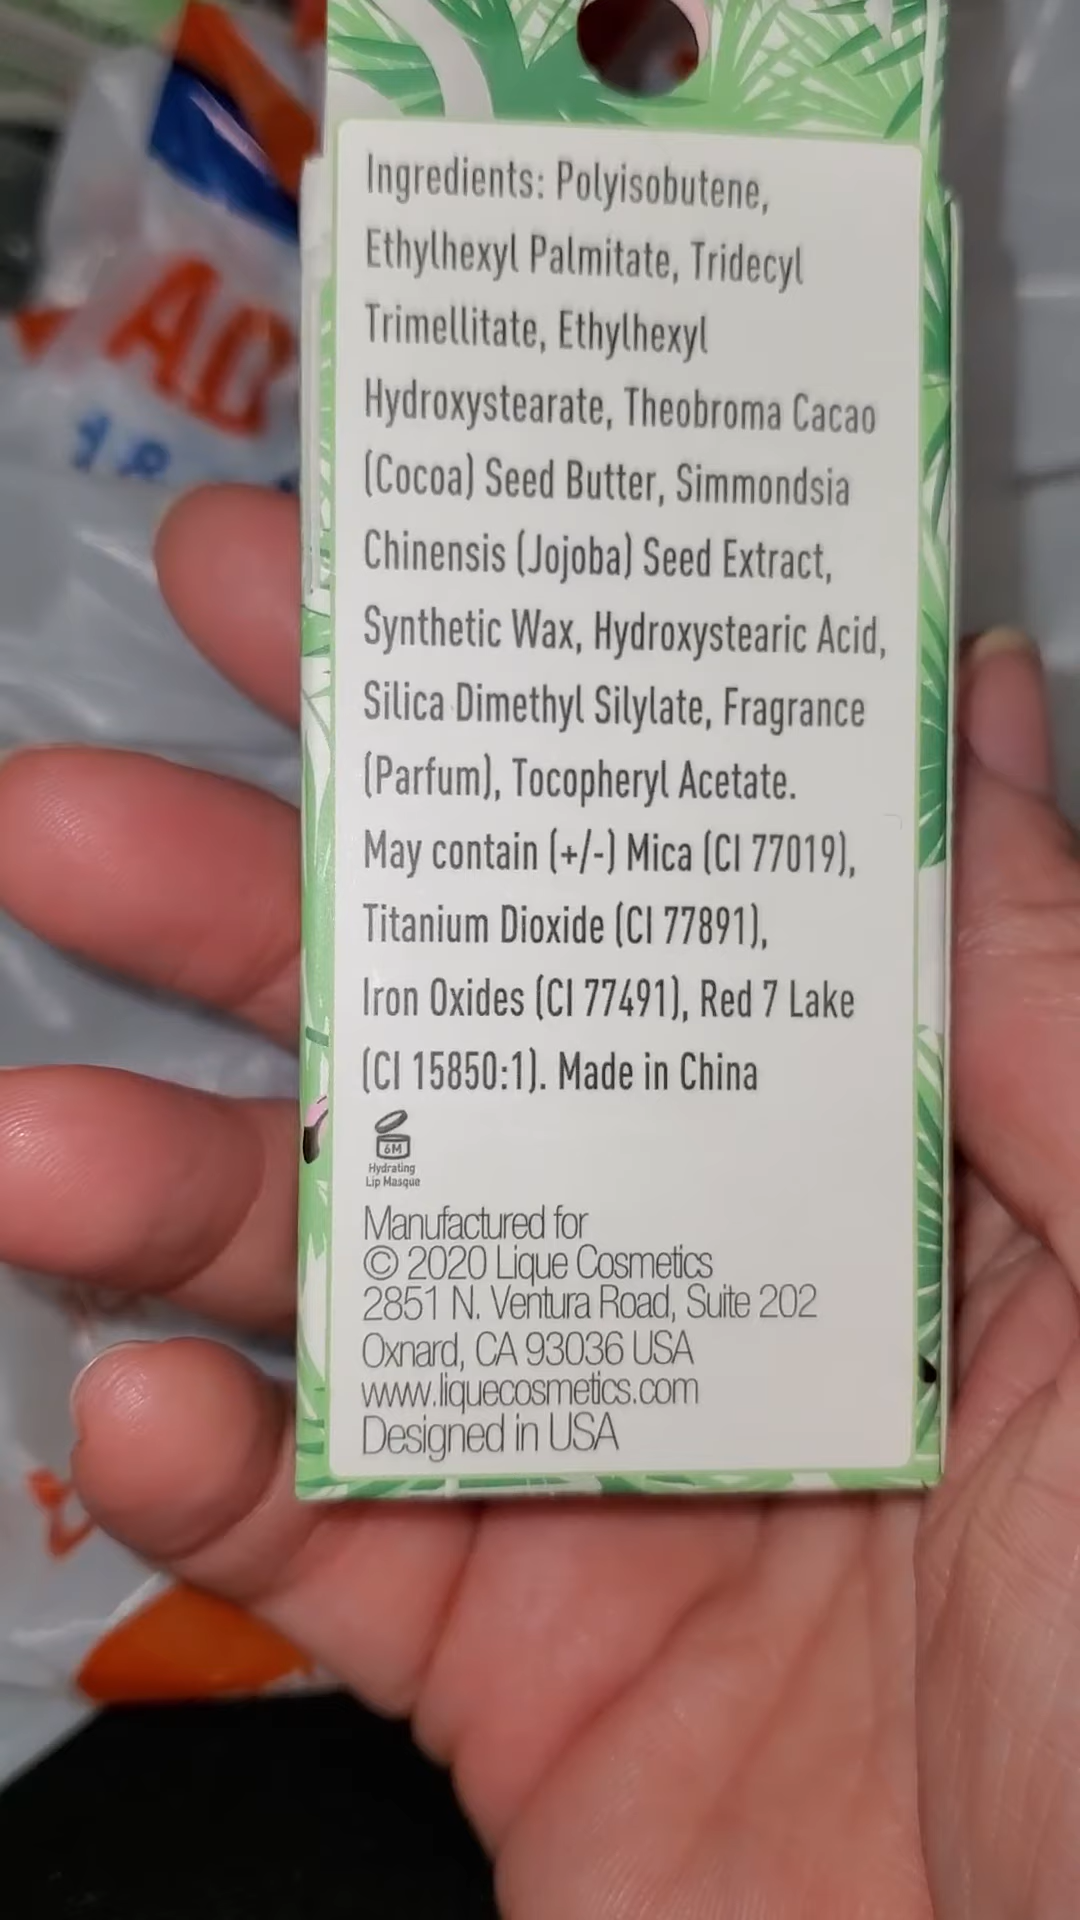 Ingredients: Polyisobutene,
Ethylhexyl Palmitate, Tridecyl
Trimellitate, Ethylhexyl
Hydroxystearate, Theobroma Cacao
(Cocoa) Seed Butter, Simmondsia
Chinensis (Jojoba) Seed Extract,
Synthetic Wax, Hydroxystearic Acid,
Silica Dimethyl Silylate, Fragrance
(Parfum), Tocopheryl Acetate.
May contain (+/-) Mica (CI 77019),
Titanium Dioxide (CI 77891),
Iron Oxides (CI 77491), Red 7 Lake
(CI 15850:1). Made in China
6M
Hydrating
Lip Masque
Manufactured for
© 2020 Lique Cosmetics
2851 N. Ventura Road, Suite 202
Oxnard, CA 93036 USA
www.liquecosmetics.com
Designed in USA